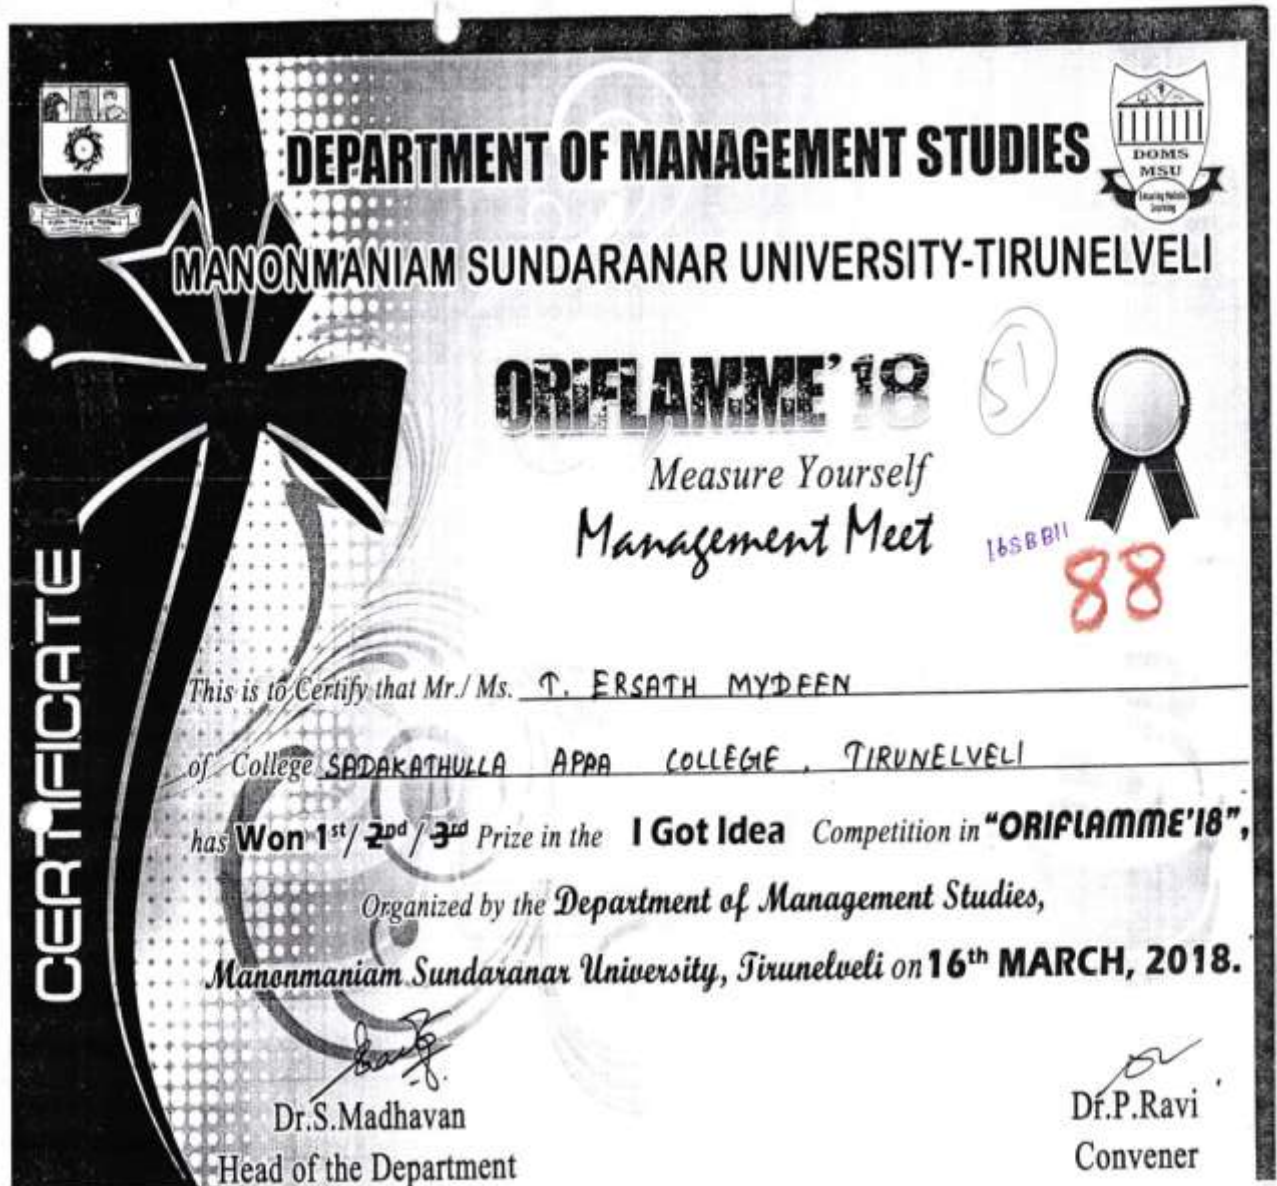 DEPARTMENT OF MANAGEMENT STUDIES
DOMS
MSU
MANONMANIAM SUNDARANAR UNIVERSITY-TIRUNELVELI
ORIFLAMME'18
51
Measure Yourself
Management Meet
16SBB11
88
CERTIFICATE
This is to Certify that Mr./ Ms. T. ERSATH MYDEEN
of College SADAKATHULLA APPA COLLEGE, TIRUNELVELI
has Won 1st/ 2nd / 3rd Prize in the I Got Idea Competition in "ORIFLAMME'18",
Organized by the Department of Management Studies,
Manonmaniam Sundaranar University, Tirunelveli on 16th MARCH, 2018.
Dr.S.Madhavan
Head of the Department
Dr.P.Ravi
Convener